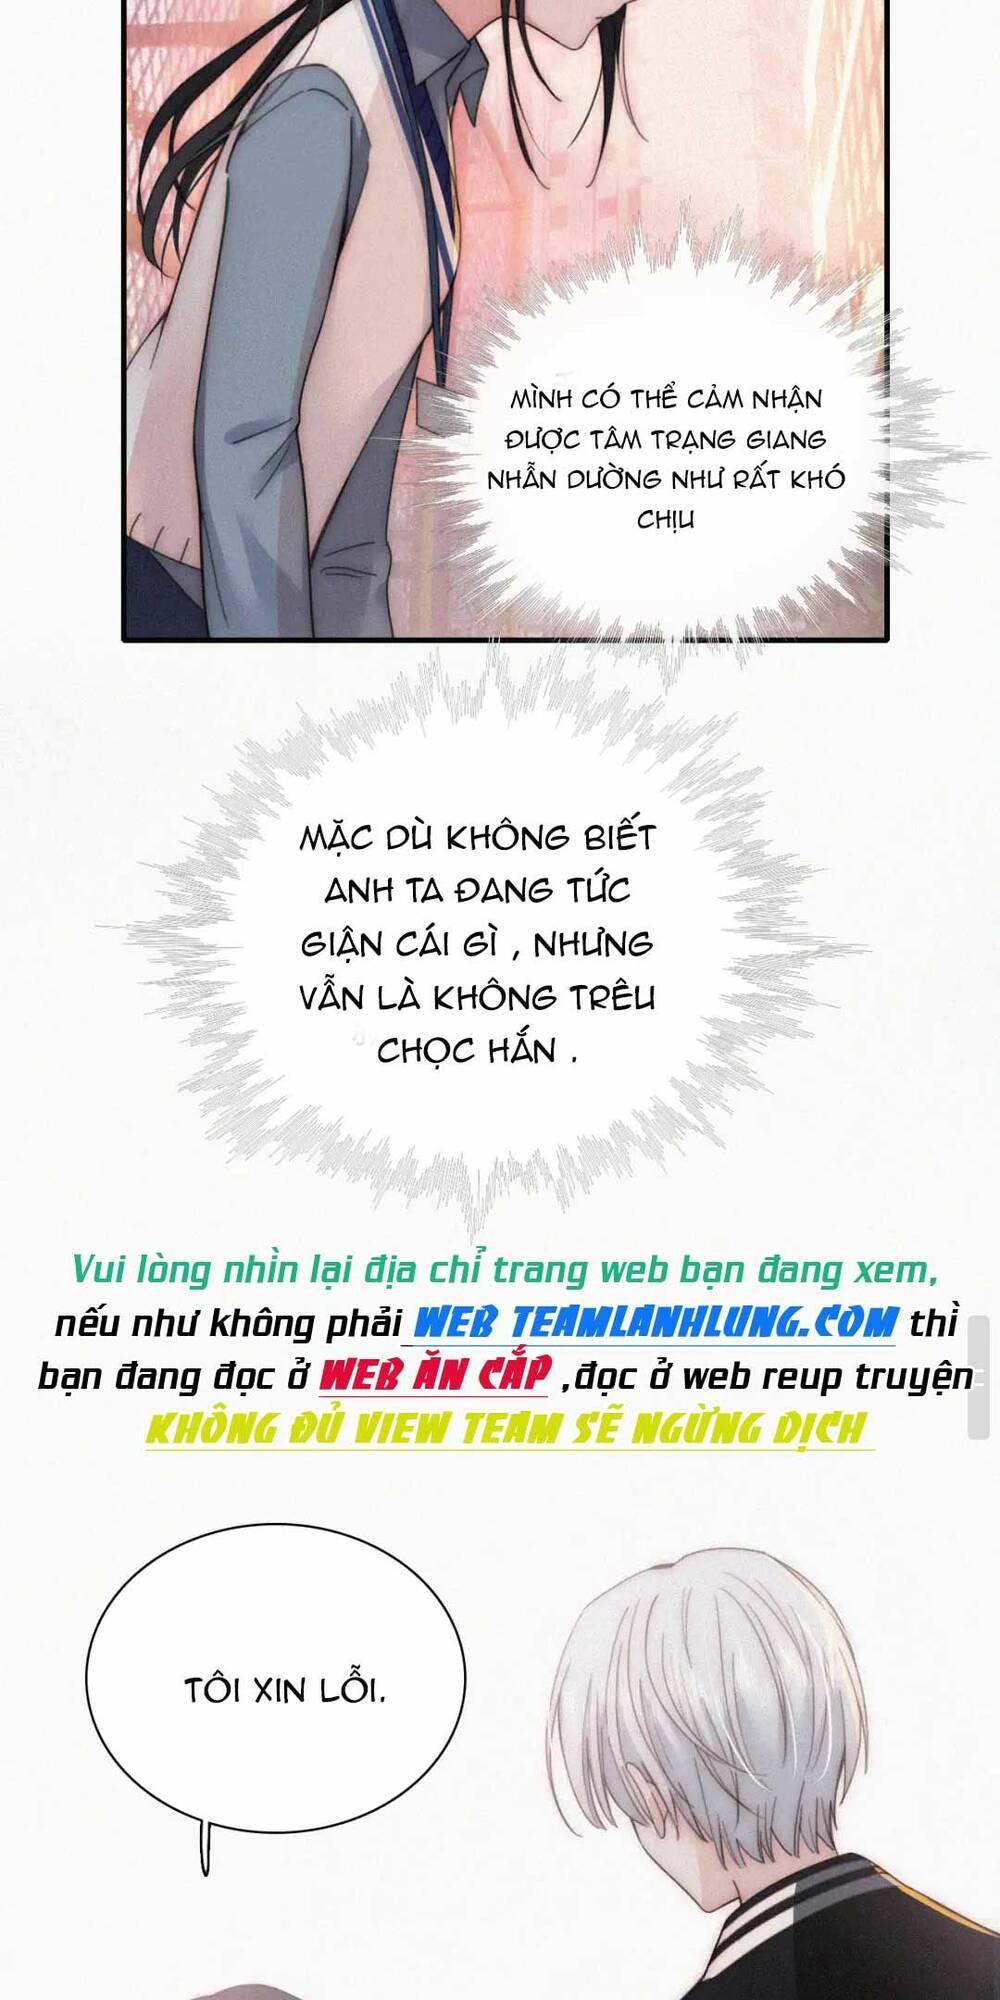 MÌNH CÓ THỂ CẢM NHẬN
ĐƯỢC TÂM TRẠNG GIANG
NHẪN DƯỜNG NHƯ RẤT KHÓ
CHỊU
MẶC DÙ KHÔNG BIẾT
ANH TA ĐANG TỨC
GIẬN CÁI GÌ , NHƯNG
VẪN LÀ KHÔNG TRÊU
CHỌC HẮN .
Vui lòng nhìn lại địa chỉ trang web bạn đang xem,
nếu như không phải WEB TEAMLANHLUNG.COM thì
bạn đang đọc ở WEB ĂN CẮP ,đọc ở web reup truyện
KHÔNG ĐỦ VIEW TEAM SẼ NGỪNG DỊCH
TÔI XIN LỖI.